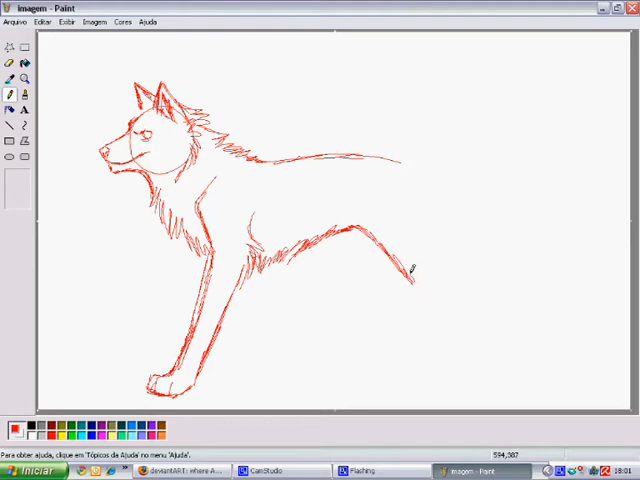 imagem - Paint
Arquivo Editar Exibir Imagem Cores Ajuda
A
Para obter ajuda, clique em 'Tópicos da Ajuda' no menu 'Ajuda'.
594,387
Iniciar
deviantART: where A...
CamStudio
Flashing
imagem - Paint
18:01